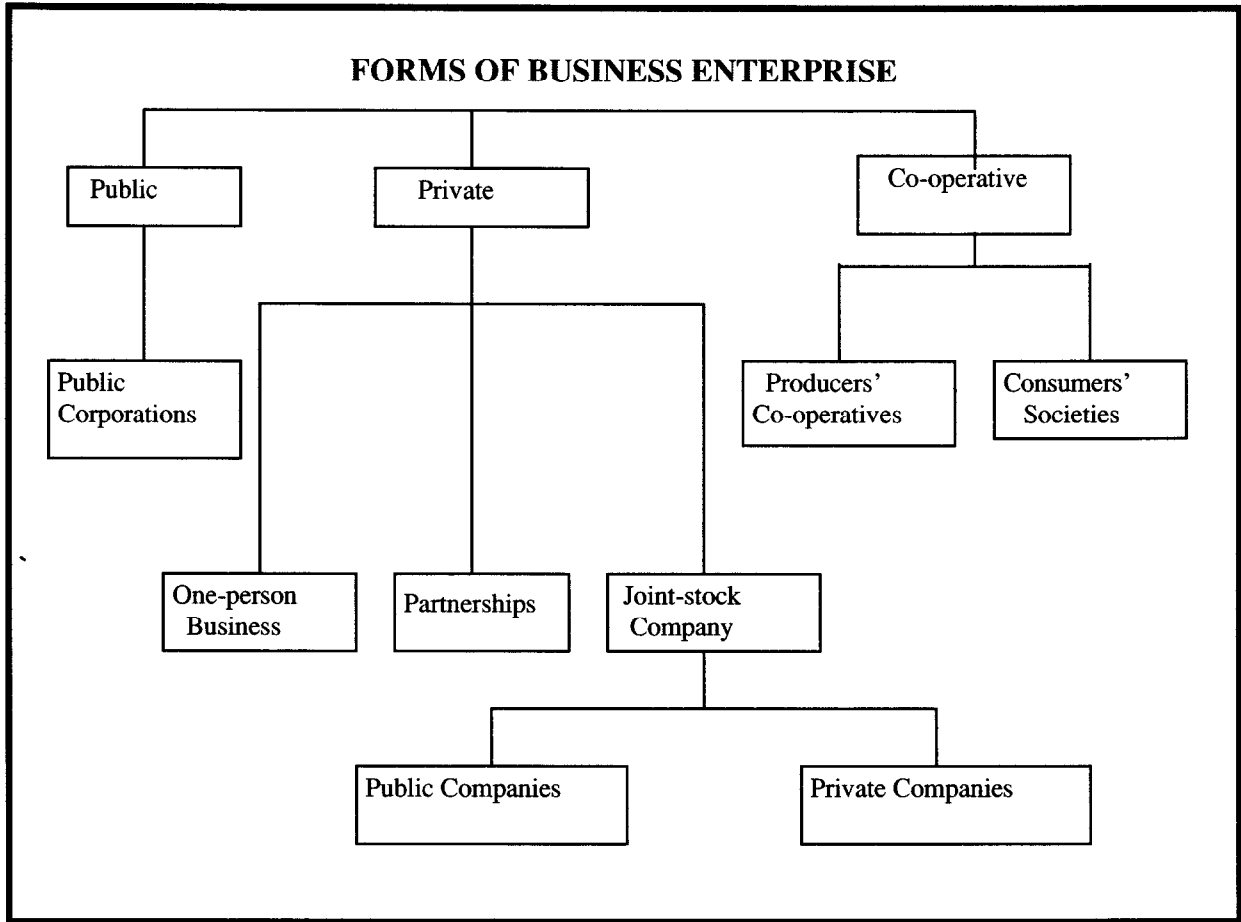 FORMS OF BUSINESS ENTERPRISE
Public
Private
Co-operative
Public
Corporations
Producers'
Co-operatives
Consumers'
Societies
One-person
Business
Partnerships
Joint-stock
Company
Public Companies
Private Companies